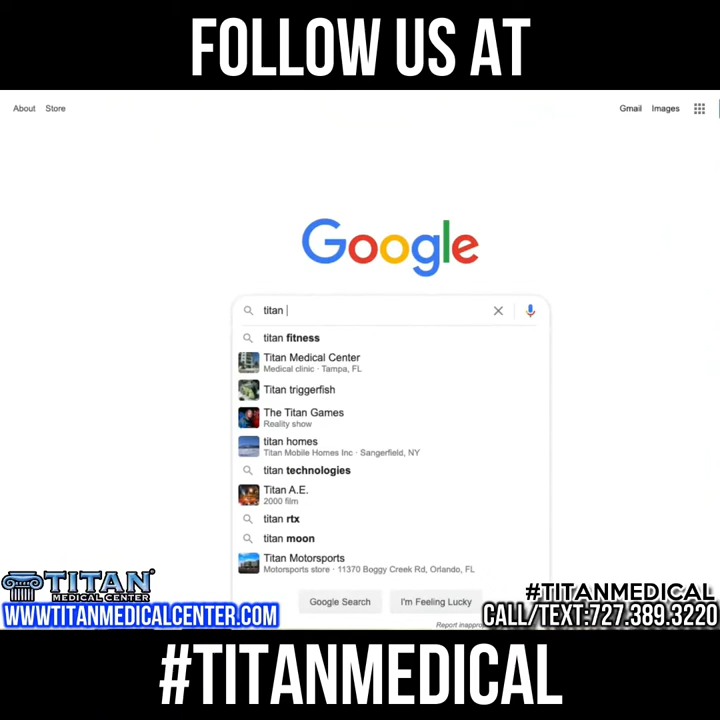 FOLLOW US AT
About Store
Gmail Images
Google
titan
titan fitness
Titan Medical Center
Medical clinic · Tampa, FL
Titan triggerfish
The Titan Games
Reality show
titan homes
Titan Mobile Homes Inc · Sangerfield, NY
titan technologies
Titan A.E.
2000 film
titan rtx
titan moon
Titan Motorsports
Motorsports store · 11370 Boggy Creek Rd, Orlando, FL
Google Search I'm Feeling Lucky
Report
TITAN®
MEDICAL CENTER
WWW.TITANMEDICALCENTER.COM
#TITANMEDICAL
CALL/TEXT:727.389.3220
#TITANMEDICAL